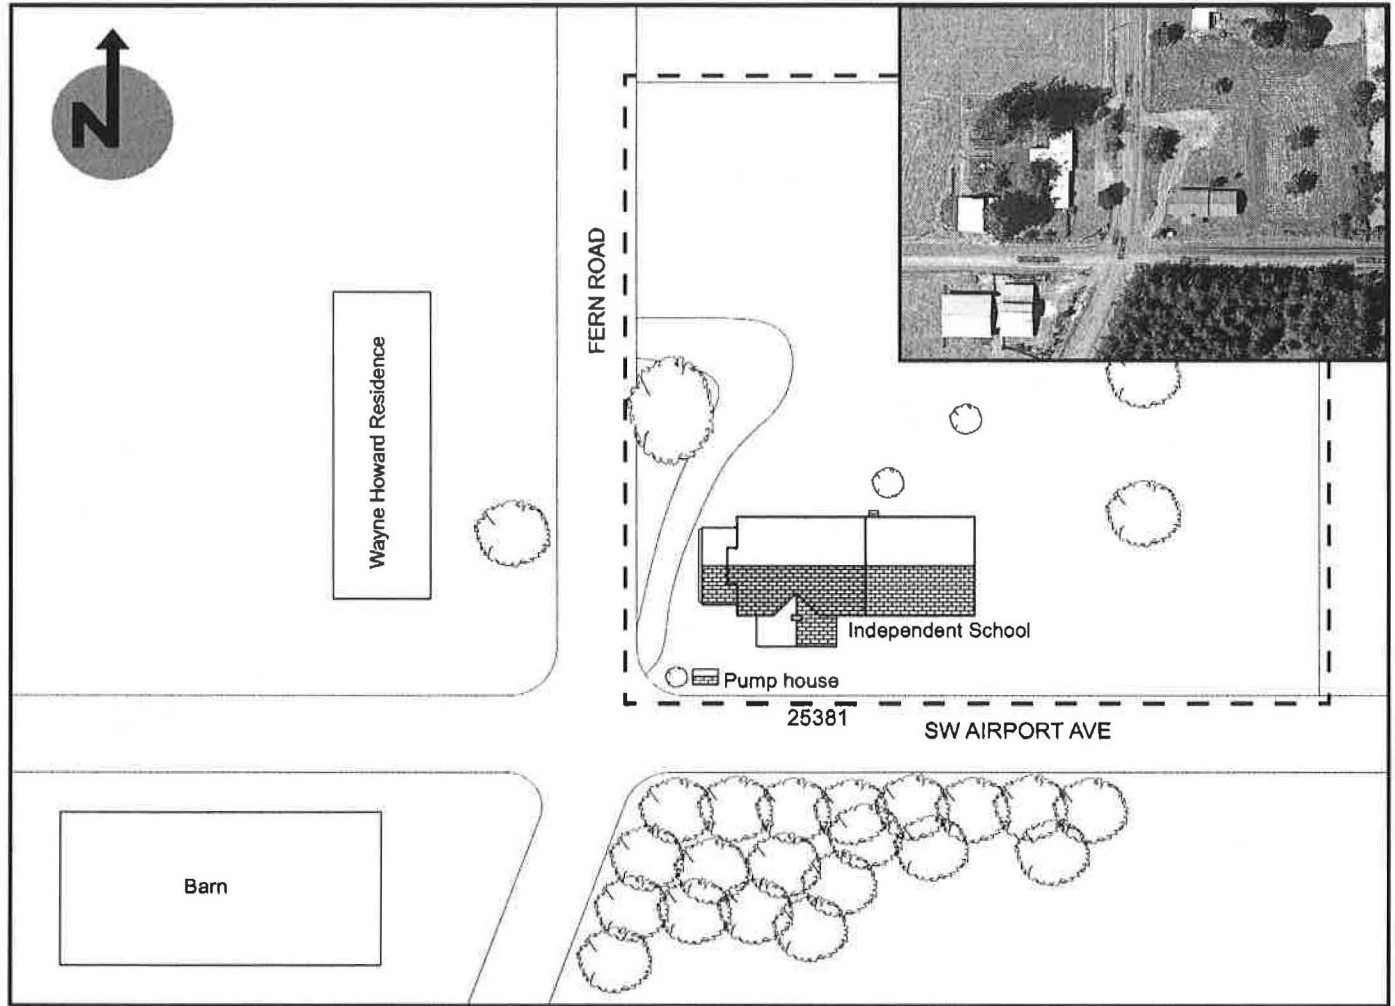 N
FERN ROAD
Wayne Howard Residence
Independent School
Pump house
25381
SW AIRPORT AVE
Barn